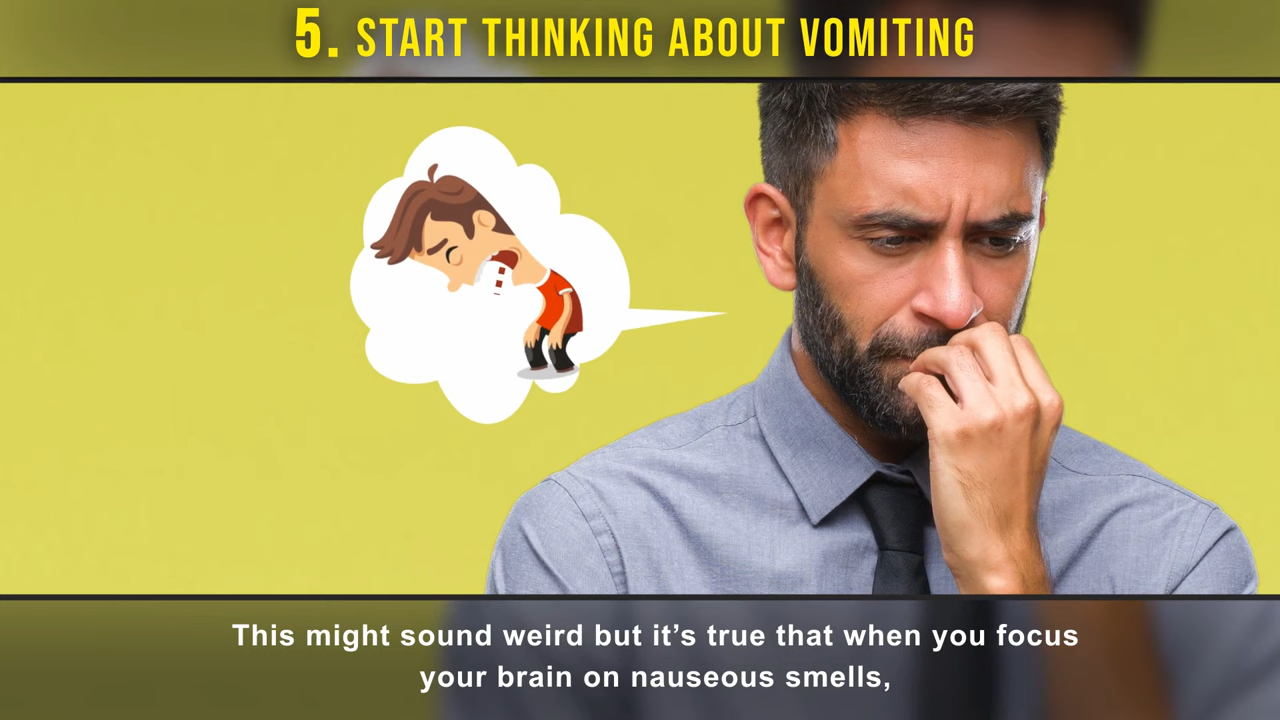 5. START THINKING ABOUT VOMITING
This might sound weird but it’s true that when you focus
your brain on nauseous smells,